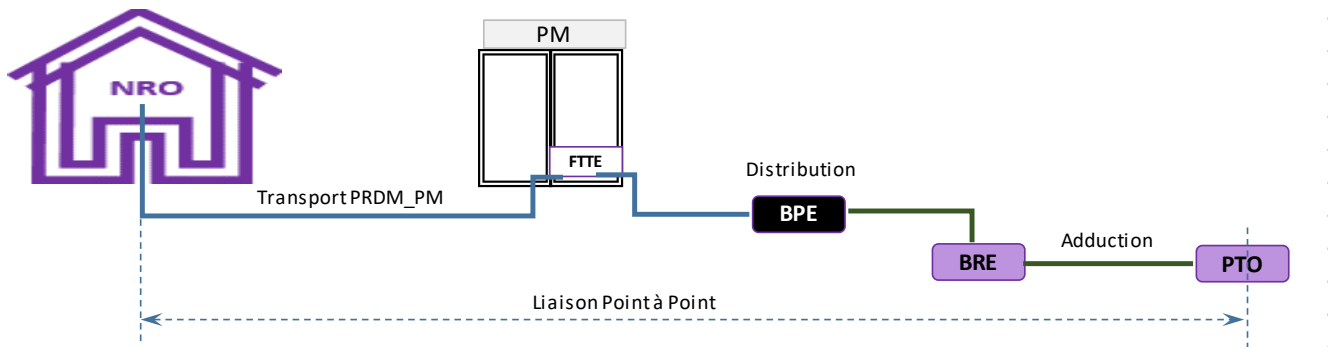 PM
NRO
FTTE
Transport PRDM_PM
Distribution
BPE
BRE
Adduction
PTO
Liaison Point à Point